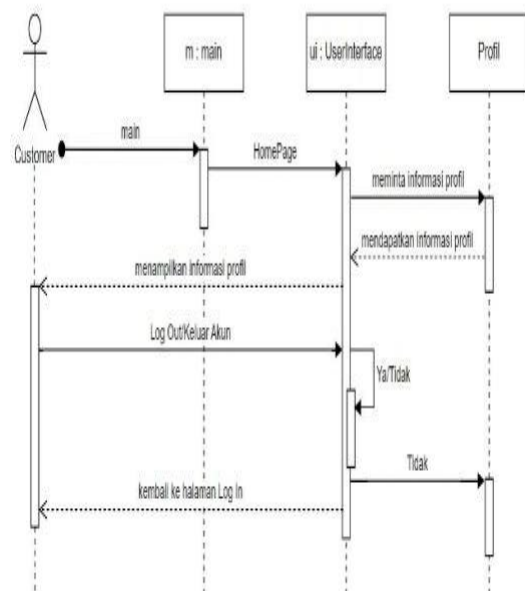 m : main
ui : UserInterface
Profil
Customer
main
HomePage
meminta informasi profil
mendapatkan informasi profil
menampilkan informasi profil
Log Out/Keluar Akun
Ya/Tidak
Tidak
kembali ke halaman Log In